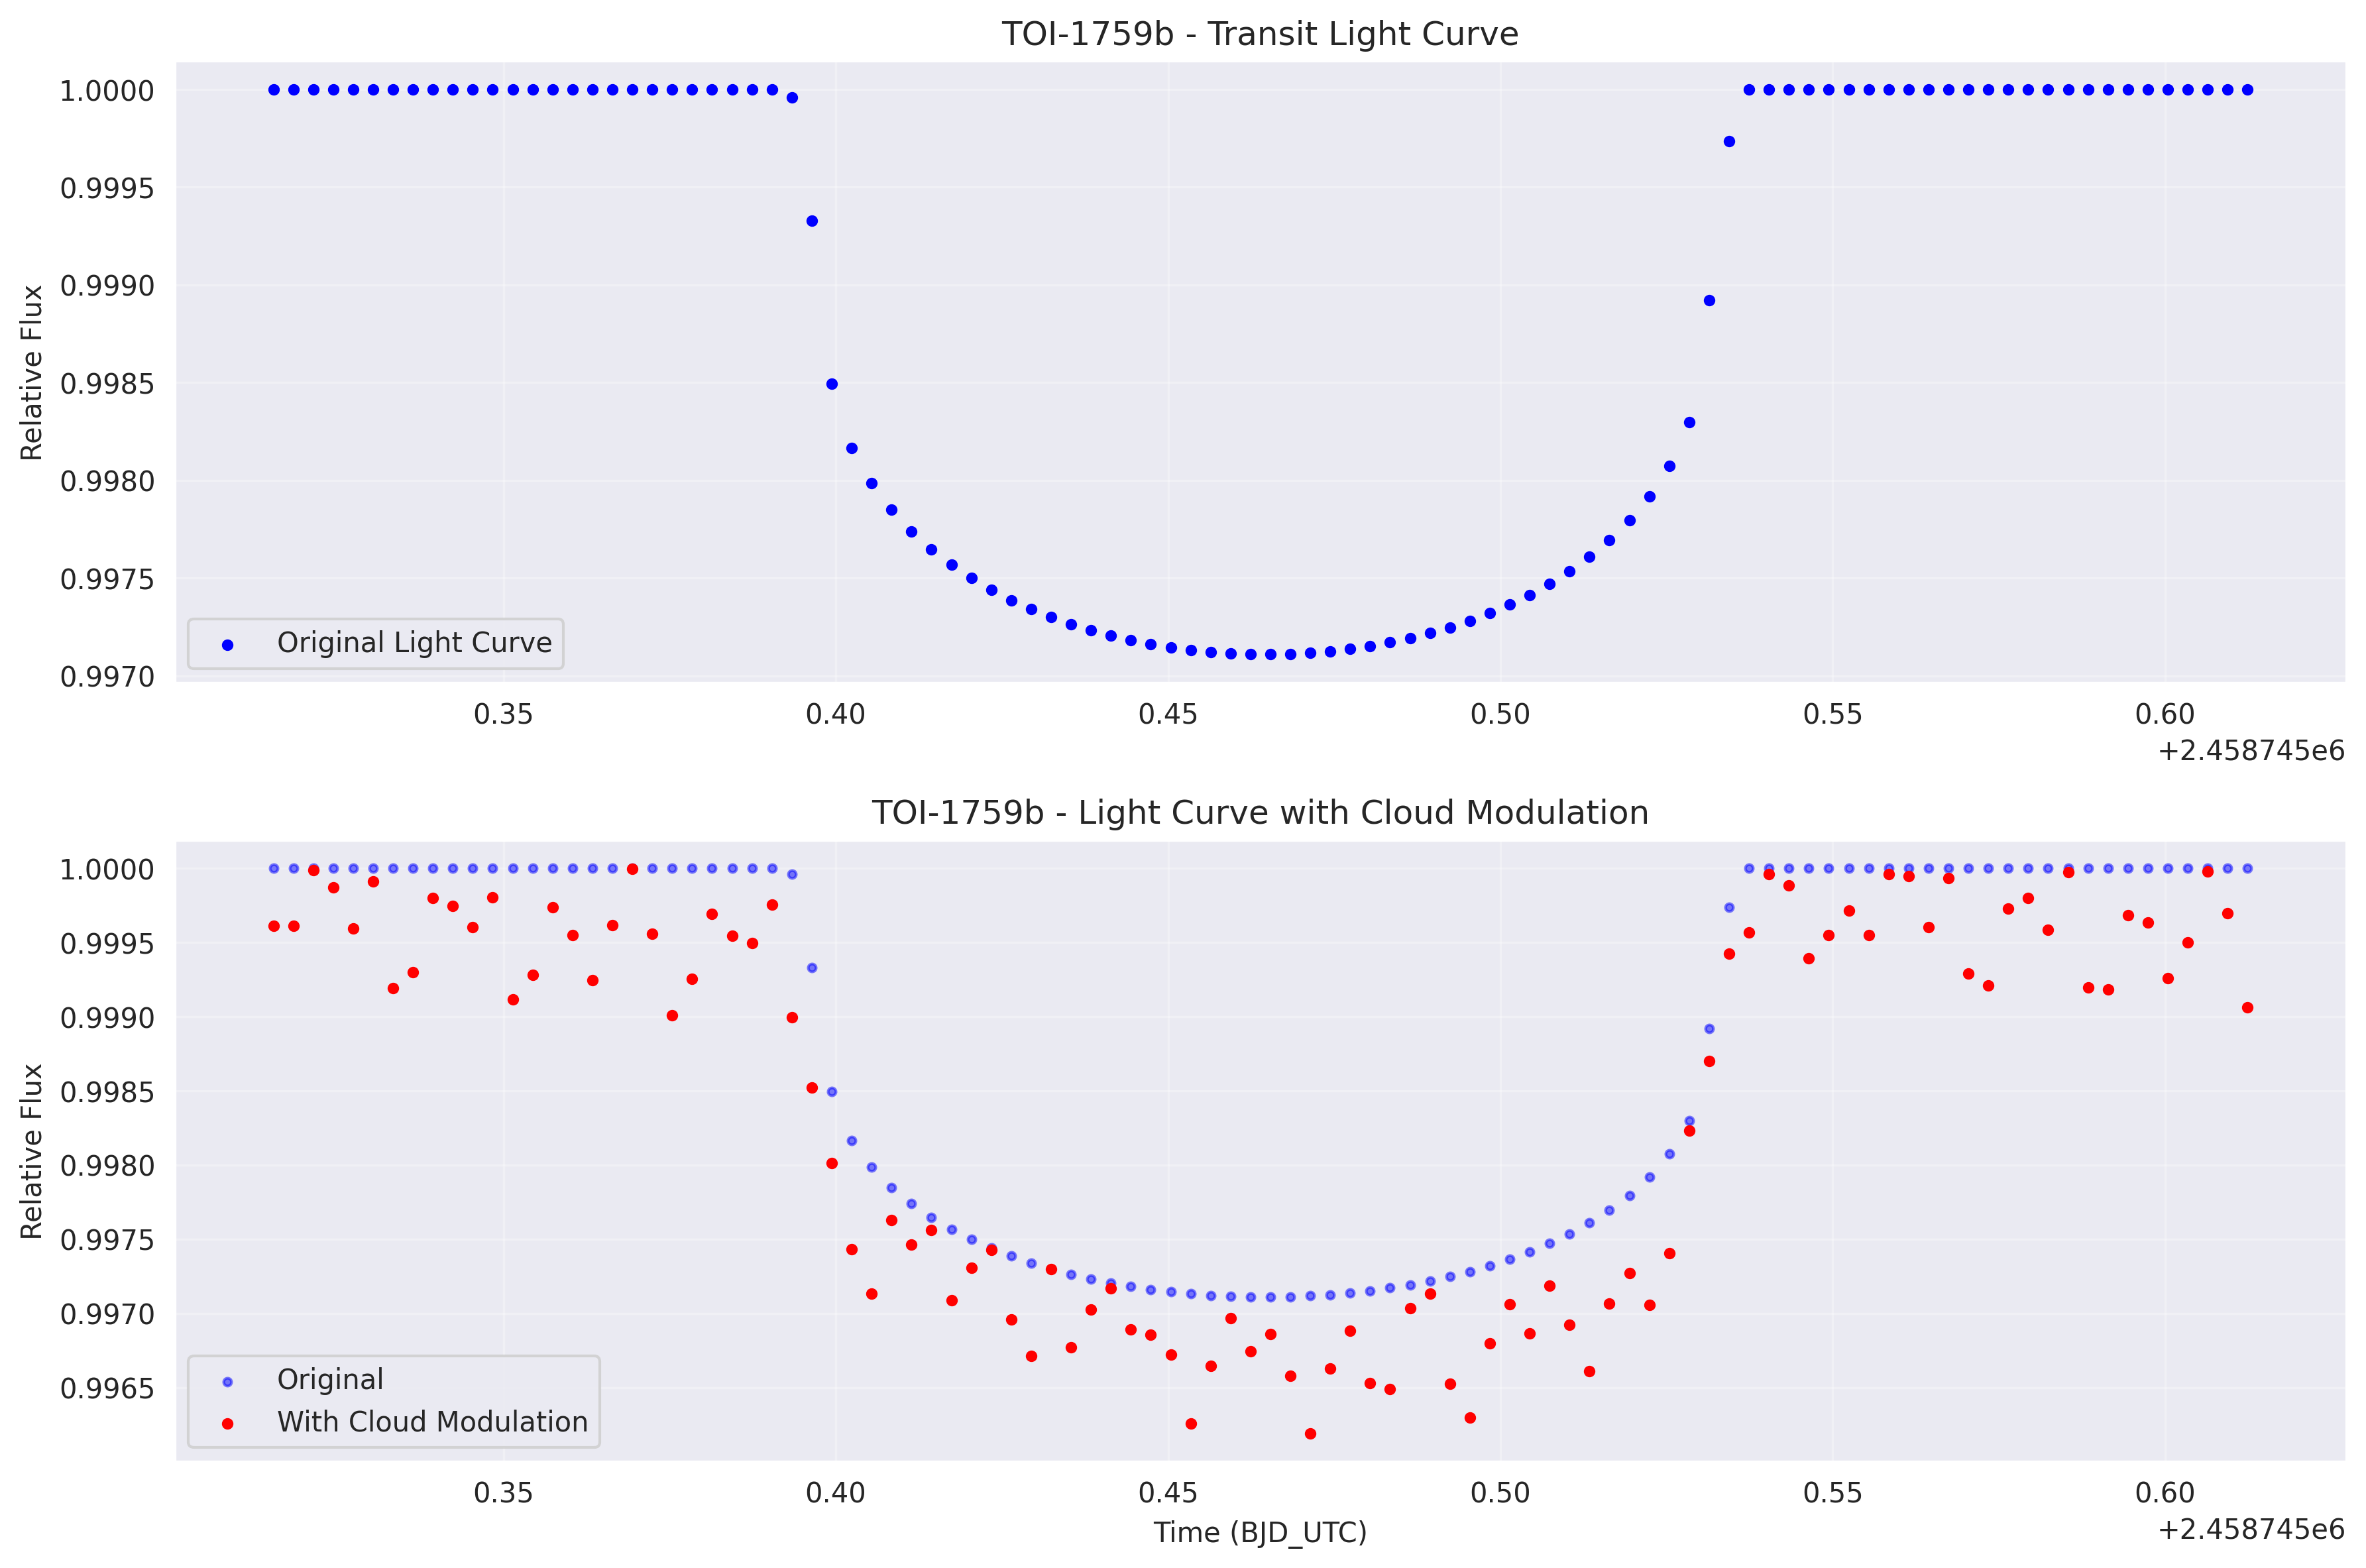 TOI-1759b - Transit Light Curve
1.0000
0.9995
0.9990
0.9985
0.9980
0.9975
0.9970
Relative Flux
Original Light Curve
0.35 0.40 0.45 0.50 0.55 0.60
+2.458745e6
TOI-1759b - Light Curve with Cloud Modulation
1.0000
0.9995
0.9990
0.9985
0.9980
0.9975
0.9970
0.9965
Relative Flux
Original
With Cloud Modulation
0.35 0.40 0.45 0.50 0.55 0.60
Time (BJD_UTC)
+2.458745e6